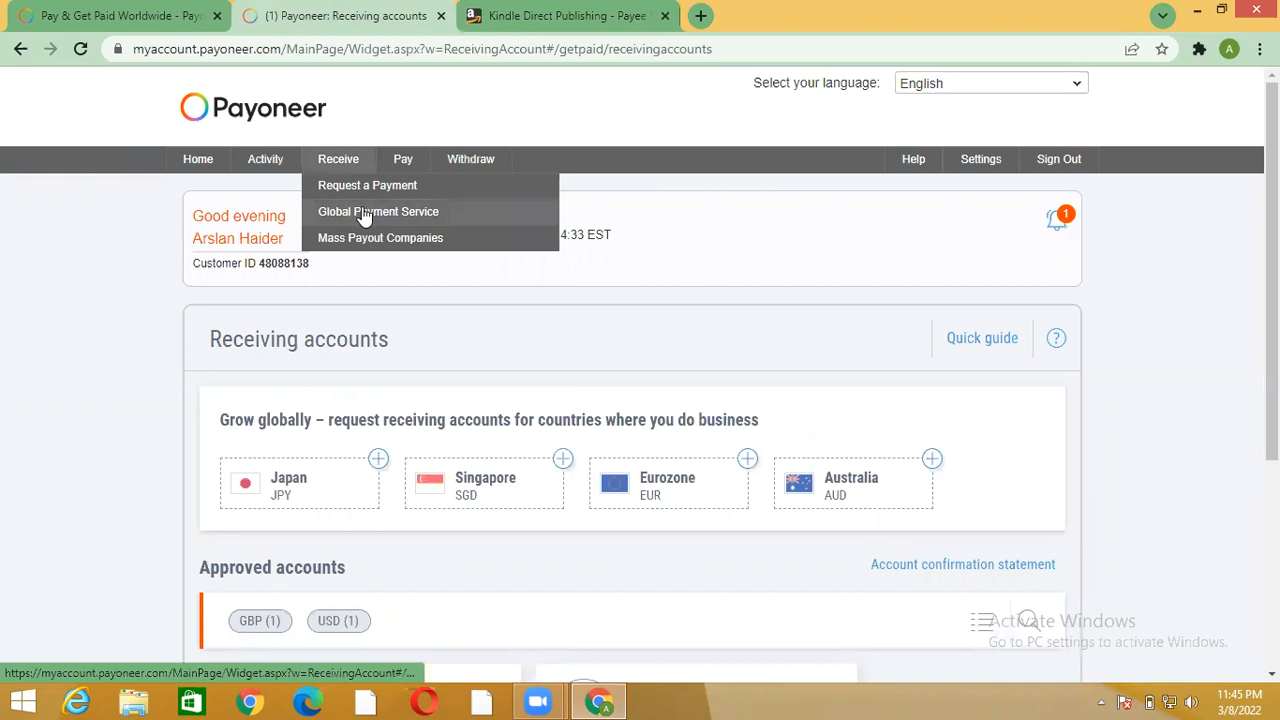 Pay & Get Paid Worldwide - Payo
(1) Payoneer: Receiving accounts
Kindle Direct Publishing - Payee
myaccount.payoneer.com/MainPage/Widget.aspx?w=ReceivingAccount#/getpaid/receivingaccounts
A
Select your language:
English
Payoneer
Home
Activity
Receive
Pay
Withdraw
Help
Settings
Sign Out
Request a Payment
Global Payment Service
Mass Payout Companies
Good evening
Arslan Haider
4:33 EST
1
Customer ID 48088138
Receiving accounts
Quick guide
?
Grow globally – request receiving accounts for countries where you do business
Japan
JPY
Singapore
SGD
Eurozone
EUR
Australia
AUD
Approved accounts
Account confirmation statement
GBP (1)
USD (1)
Activate Windows
Go to PC settings to activate Windows.
https://myaccount.payoneer.com/MainPage/Widget.aspx?w=ReceivingAccount#/...
A
11:45 PM
3/8/2022